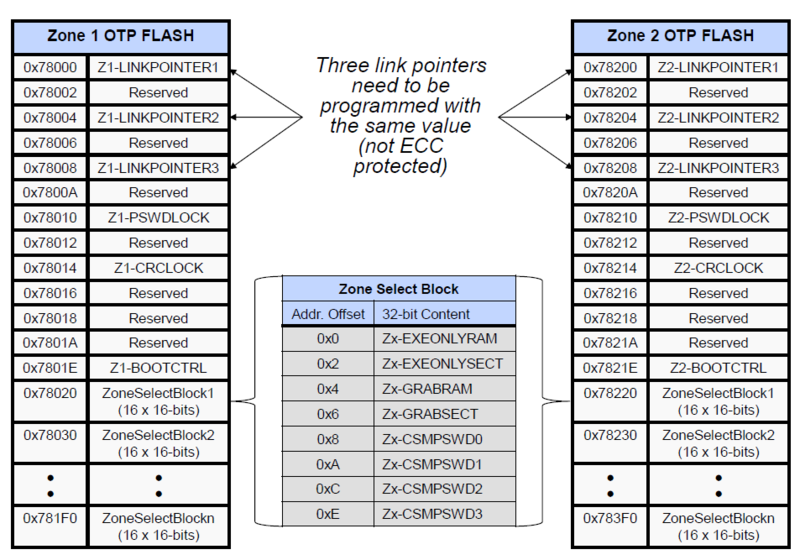 Zone 1 OTP FLASH
0x78000 Z1-LINKPOINTER1
0x78002 Reserved
0x78004 Z1-LINKPOINTER2
0x78006 Reserved
0x78008 Z1-LINKPOINTER3
0x7800A Reserved
0x78010 Z1-PSWDLOCK
0x78012 Reserved
0x78014 Z1-CRCLOCK
0x78016 Reserved
0x78018 Reserved
0x7801A Reserved
0x7801E Z1-BOOTCTRL
0x78020 ZoneSelectBlock1
(16 x 16-bits)
0x78030 ZoneSelectBlock2
(16 x 16-bits)
0x781F0 ZoneSelectBlockn
(16 x 16-bits)
Three link pointers
need to be
programmed with
the same value
(not ECC
protected)
Zone Select Block
Addr. Offset 32-bit Content
0x0 Zx-EXEONLYRAM
0x2 Zx-EXEONLYSECT
0x4 Zx-GRABRAM
0x6 Zx-GRABSECT
0x8 Zx-CSMPSWD0
0xA Zx-CSMPSWD1
0xC Zx-CSMPSWD2
0xE Zx-CSMPSWD3
Zone 2 OTP FLASH
0x78200 Z2-LINKPOINTER1
0x78202 Reserved
0x78204 Z2-LINKPOINTER2
0x78206 Reserved
0x78208 Z2-LINKPOINTER3
0x7820A Reserved
0x78210 Z2-PSWDLOCK
0x78212 Reserved
0x78214 Z2-CRCLOCK
0x78216 Reserved
0x78218 Reserved
0x7821A Reserved
0x7821E Z2-BOOTCTRL
0x78220 ZoneSelectBlock1
(16 x 16-bits)
0x78230 ZoneSelectBlock2
(16 x 16-bits)
0x783F0 ZoneSelectBlockn
(16 x 16-bits)